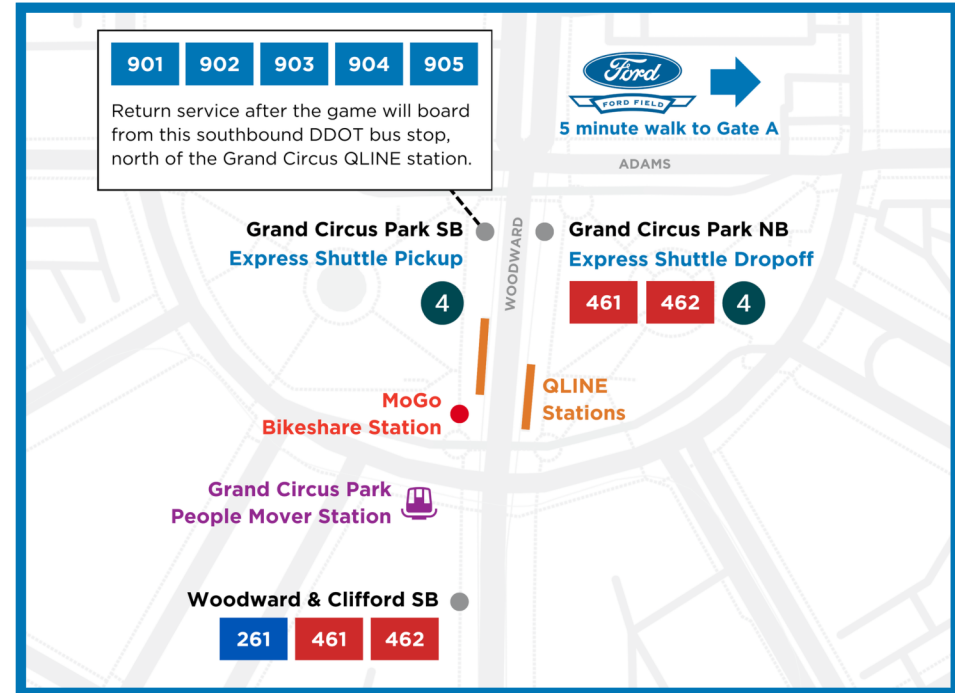 901 902 903 904 905
Return service after the game will board
from this southbound DDOT bus stop,
north of the Grand Circus QLINE station.
Ford
FORD FIELD
5 minute walk to Gate A
ADAMS
WOODWARD
Grand Circus Park SB
Express Shuttle Pickup
4
Grand Circus Park NB
Express Shuttle Dropoff
461 462 4
QLINE
Stations
MoGo
Bikeshare Station
Grand Circus Park
People Mover Station
Woodward & Clifford SB
261 461 462